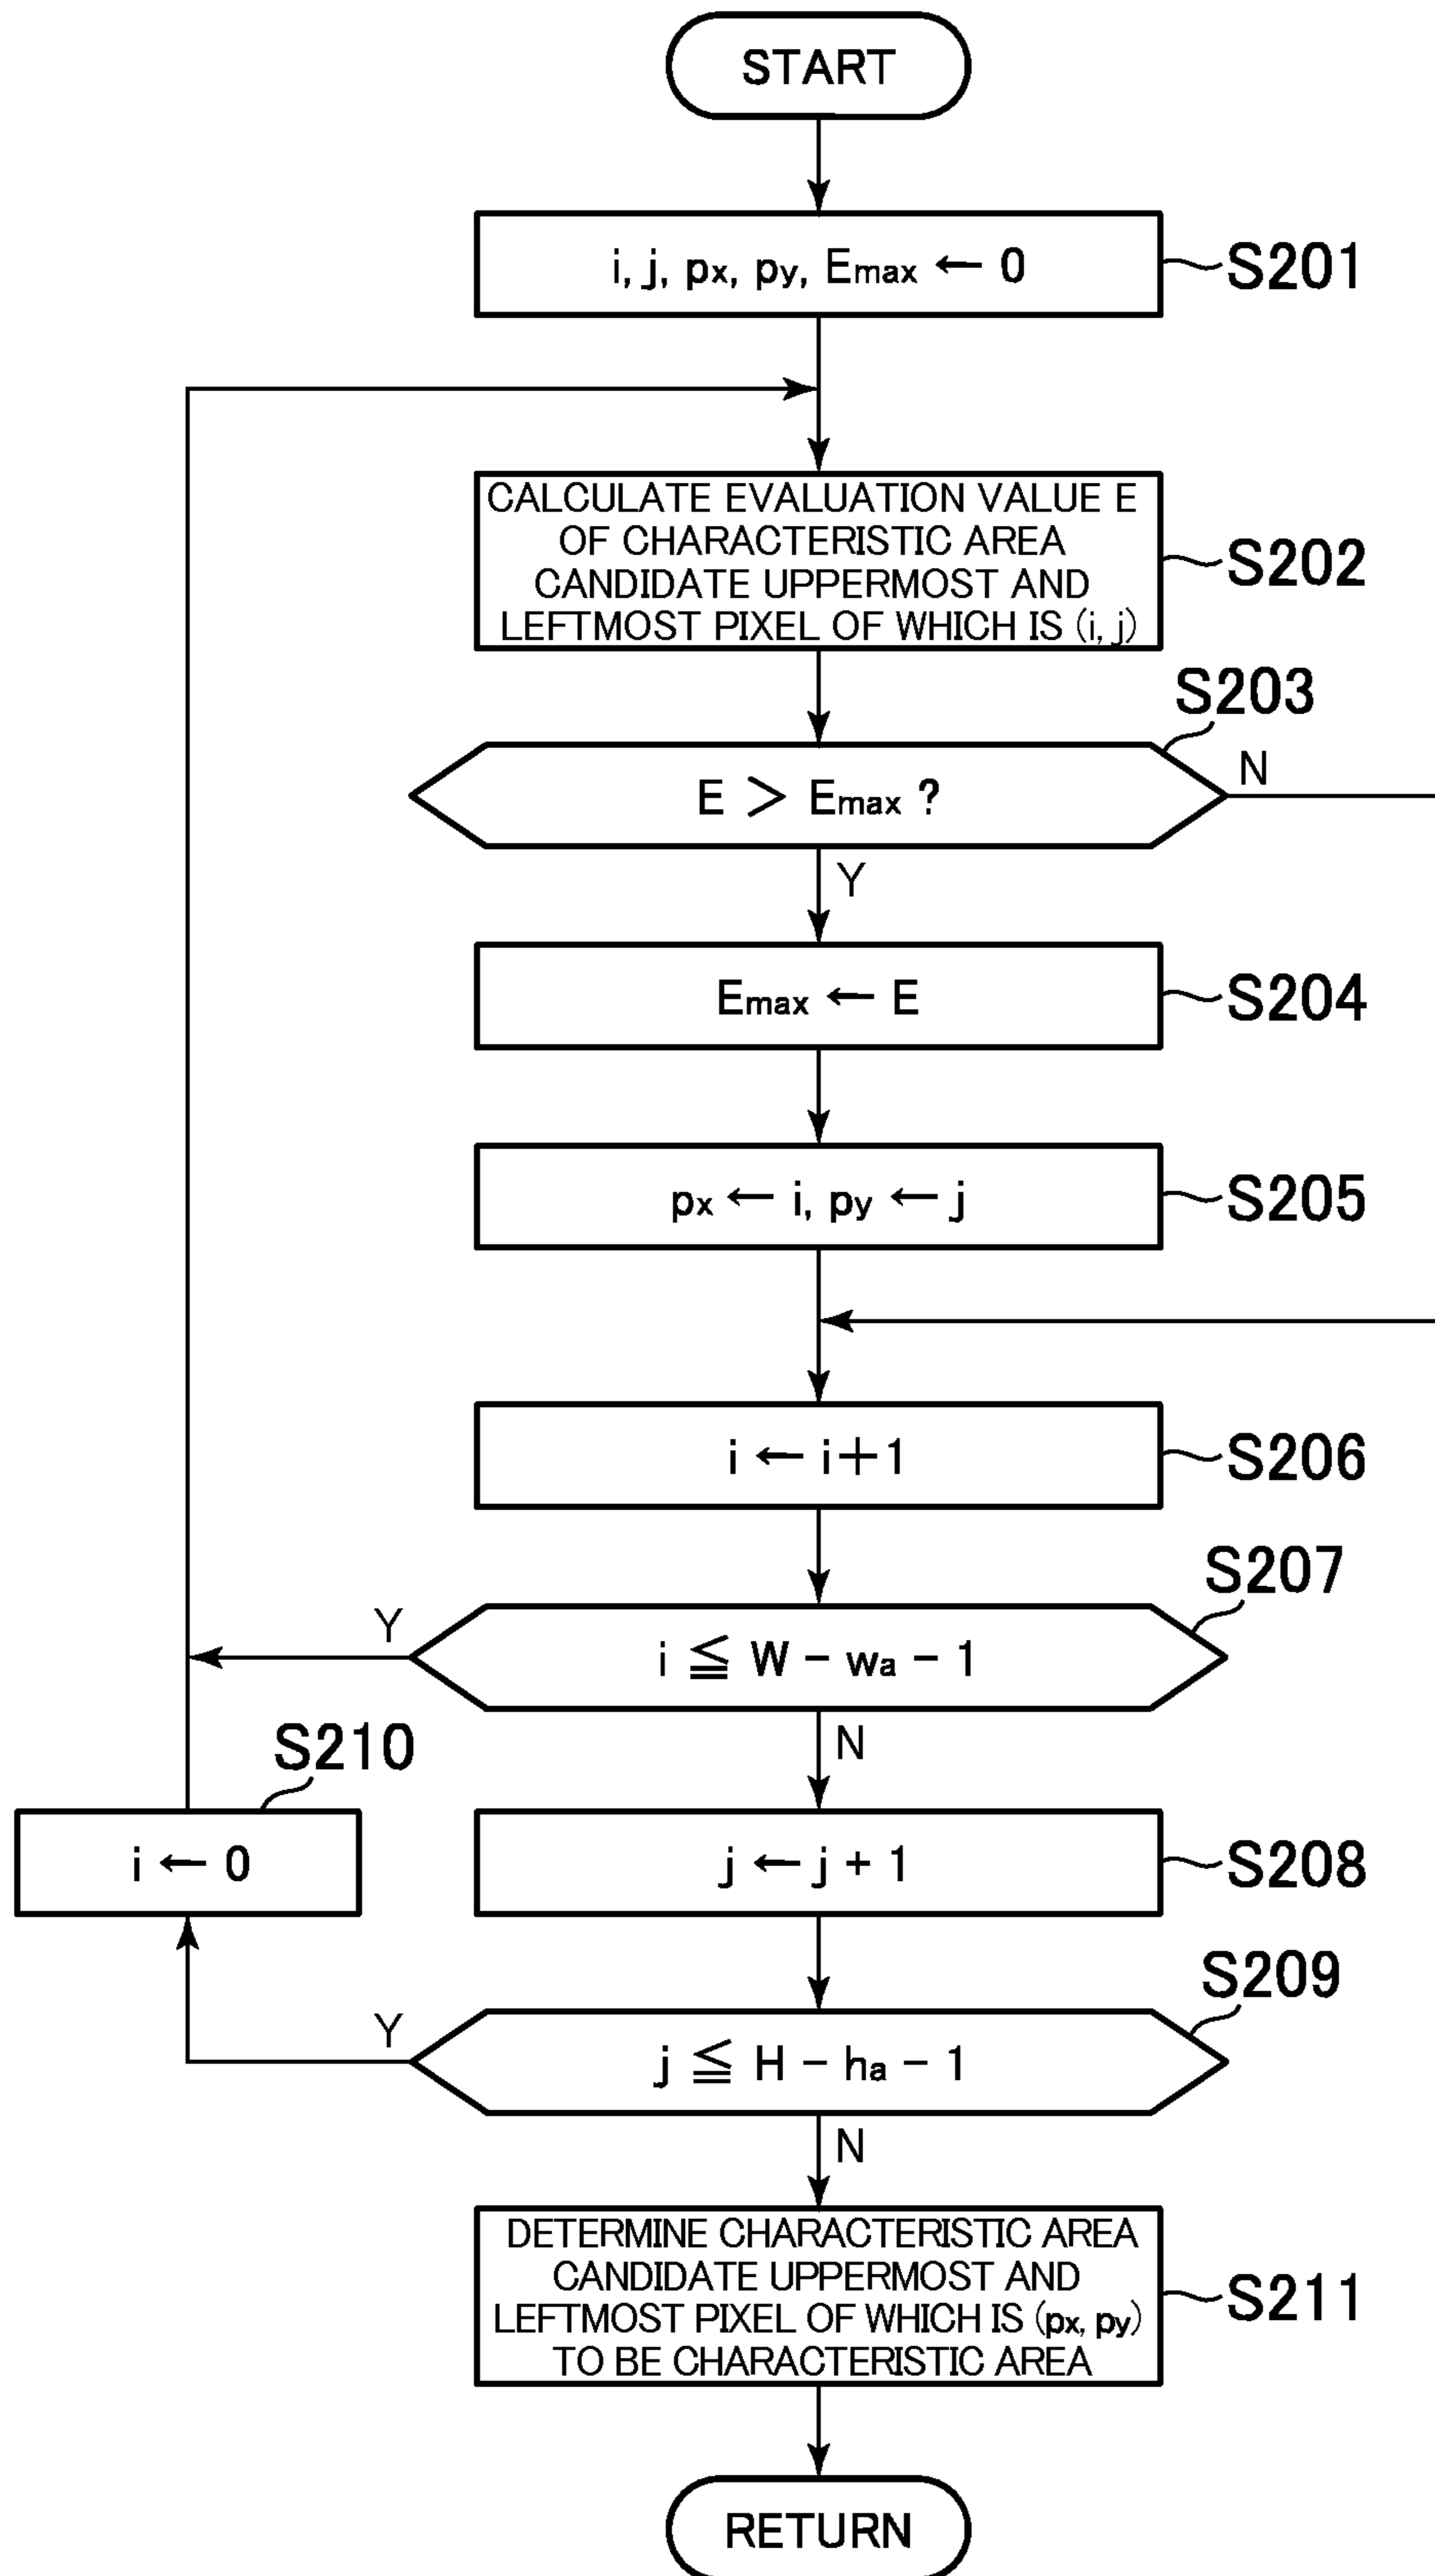 START
i, j, px, py, Emax ← 0
S201
CALCULATE EVALUATION VALUE E
OF CHARACTERISTIC AREA
CANDIDATE UPPERMOST AND
LEFTMOST PIXEL OF WHICH IS (i, j)
S202
S203
E > Emax ?
N
Y
Emax ← E
S204
px ← i, py ← j
S205
i ← i+1
S206
S207
Y
i ≦ W - wa - 1
N
S210
i ← 0
j ← j + 1
S208
S209
Y
j ≦ H - ha - 1
N
DETERMINE CHARACTERISTIC AREA
CANDIDATE UPPERMOST AND
LEFTMOST PIXEL OF WHICH IS (px, py)
TO BE CHARACTERISTIC AREA
S211
RETURN